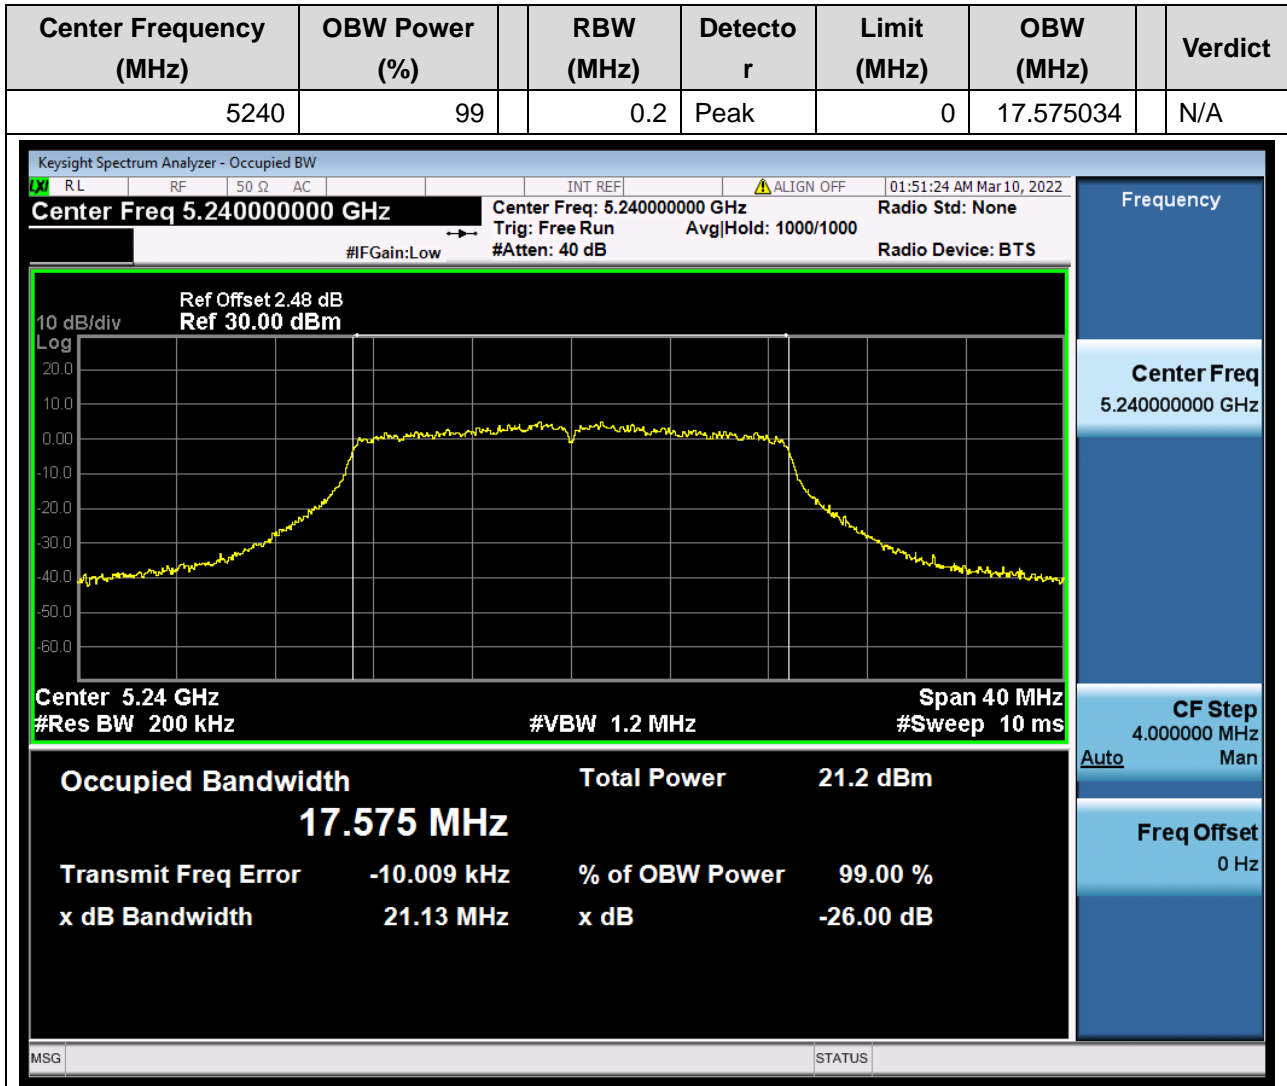 Center Frequency (MHz) OBW Power (%) RBW (MHz) Detecto r Limit (MHz) OBW (MHz) Verdict
5240 99 0.2 Peak 0 17.575034 N/A
Keysight Spectrum Analyzer - Occupied BW
LXI RL RF 50 Ω AC INT REF ALIGN OFF 01:51:24 AM Mar 10, 2022
Center Freq 5.240000000 GHz
Center Freq: 5.240000000 GHz
Radio Std: None
Trig: Free Run Avg|Hold: 1000/1000
#IFGain:Low #Atten: 40 dB Radio Device: BTS
Ref Offset 2.48 dB
10 dB/div Ref 30.00 dBm
Log
20.0
10.0
0.00
-10.0
-20.0
-30.0
-40.0
-50.0
-60.0
Center 5.24 GHz Span 40 MHz
#Res BW 200 kHz #VBW 1.2 MHz #Sweep 10 ms
Occupied Bandwidth Total Power 21.2 dBm
17.575 MHz
Transmit Freq Error -10.009 kHz % of OBW Power 99.00 %
x dB Bandwidth 21.13 MHz x dB -26.00 dB
Frequency
Center Freq
5.240000000 GHz
CF Step
4.000000 MHz
Auto Man
Freq Offset
0 Hz
MSG STATUS